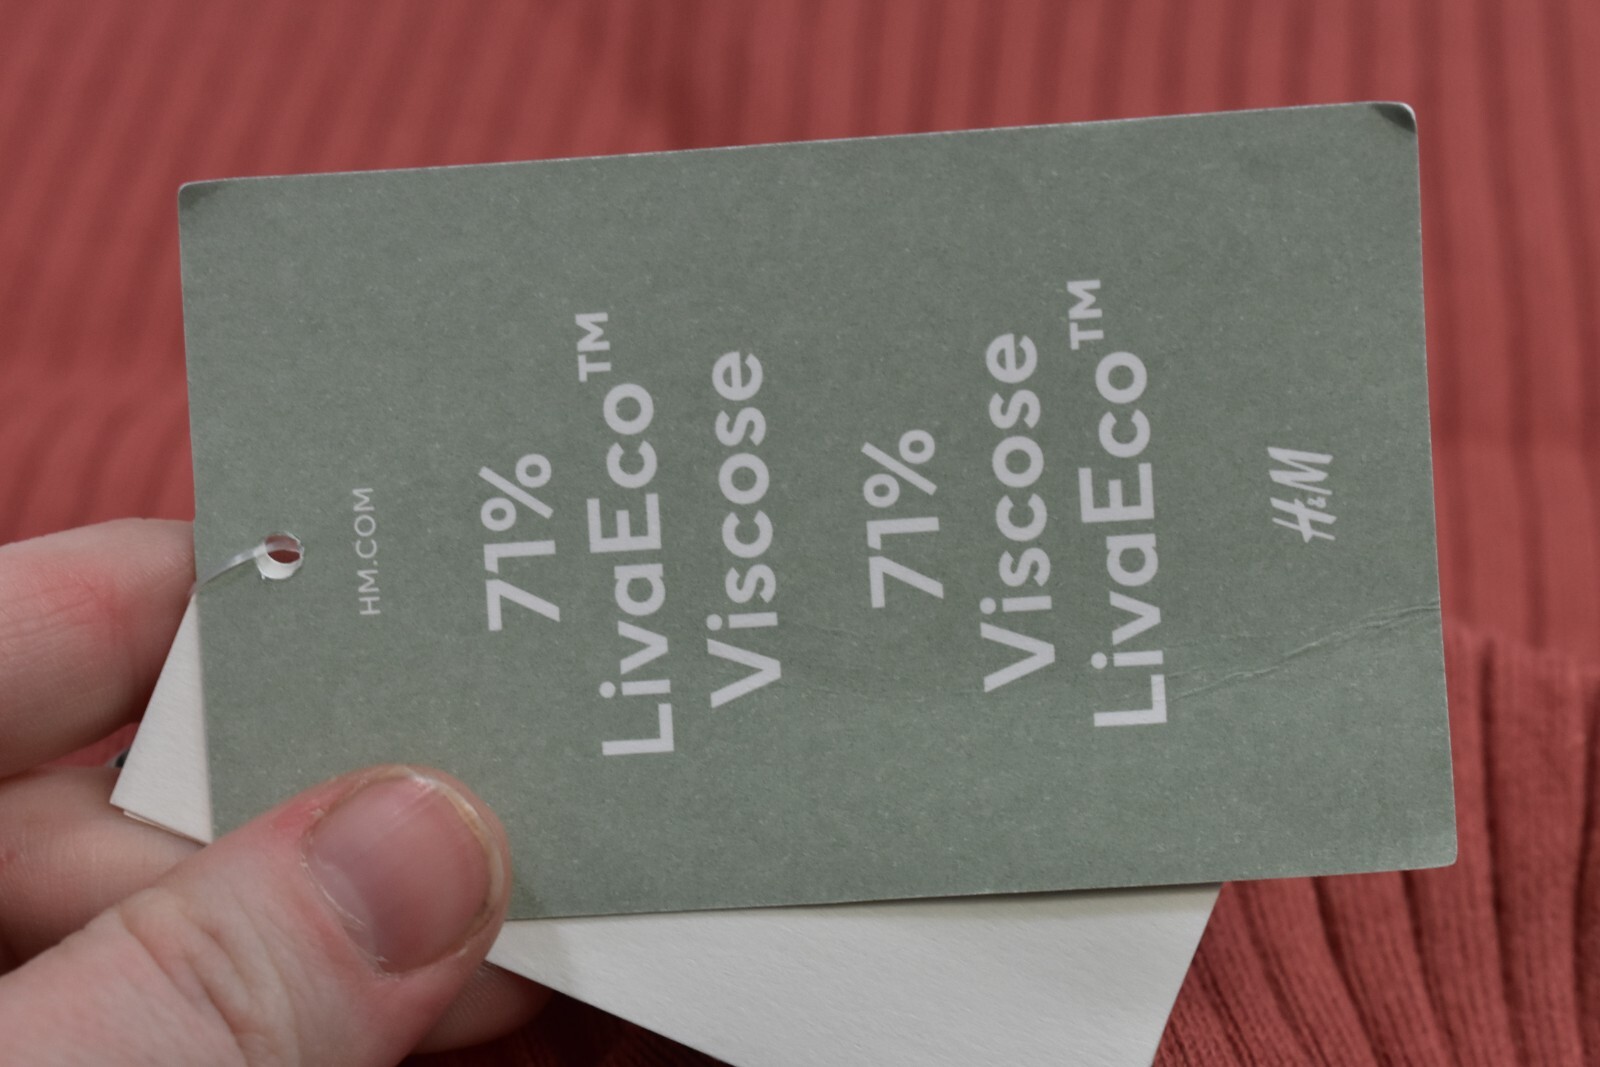 HM.COM
71%
LivaEco™
Viscose
71%
Viscose
LivaEco™
H&M